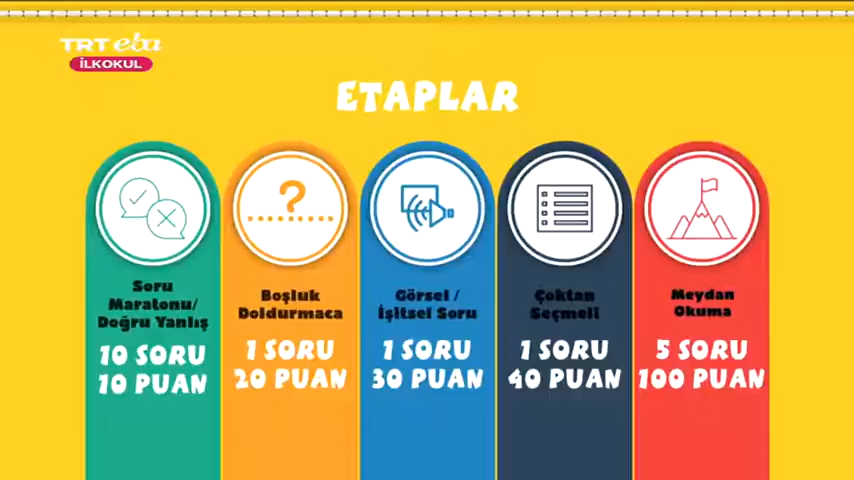 TRT eba
İLKOKUL
ETAPLAR
Soru
Maratonu/
Doğru Yanlış
10 SORU
10 PUAN
Boşluk
Doldurmaca
1 SORU
20 PUAN
Görsel /
İşitsel Soru
1 SORU
30 PUAN
Çoktan
Seçmeli
1 SORU
40 PUAN
Meydan
Okuma
5 SORU
100 PUAN